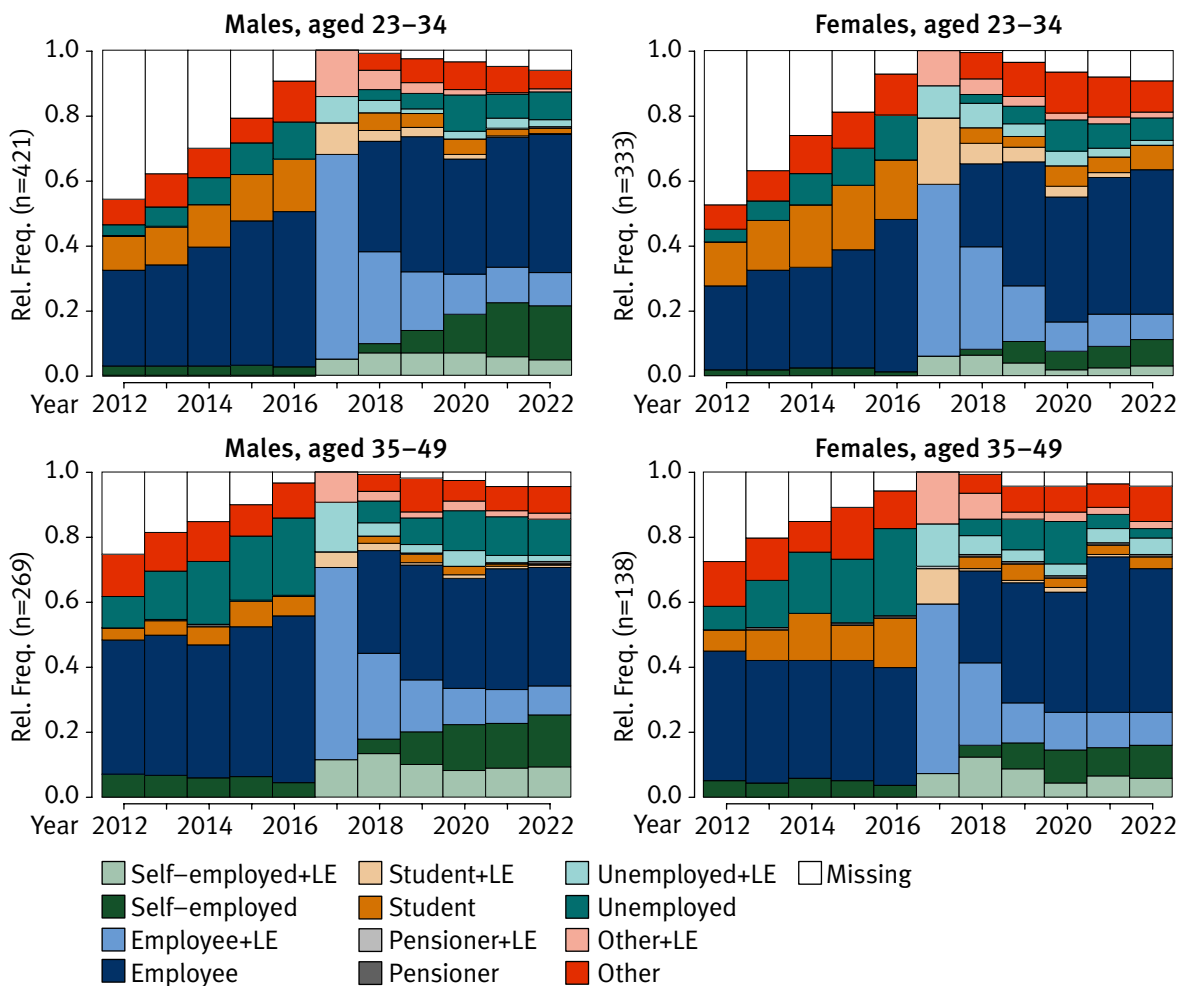 Males, aged 23–34
Females, aged 23–34
Rel. Freq. (n=421)
1.0
0.8
0.6
0.4
0.2
0.0
Year 2012 2014 2016 2018 2020 2022
Rel. Freq. (n=333)
1.0
0.8
0.6
0.4
0.2
0.0
Year 2012 2014 2016 2018 2020 2022
Males, aged 35–49
Females, aged 35–49
Rel. Freq. (n=269)
1.0
0.8
0.6
0.4
0.2
0.0
Year 2012 2014 2016 2018 2020 2022
Rel. Freq. (n=138)
1.0
0.8
0.6
0.4
0.2
0.0
Year 2012 2014 2016 2018 2020 2022
Self–employed+LE
Self–employed
Employee+LE
Employee
Student+LE
Student
Pensioner+LE
Pensioner
Unemployed+LE
Unemployed
Other+LE
Other
Missing